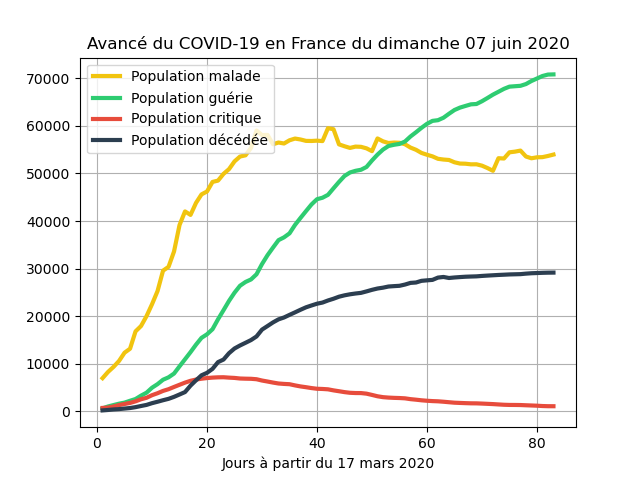 Avancé du COVID-19 en France du dimanche 07 juin 2020
Population malade
Population guérie
Population critique
Population décédée
70000
60000
50000
40000
30000
20000
10000
0
0 20 40 60 80
Jours à partir du 17 mars 2020